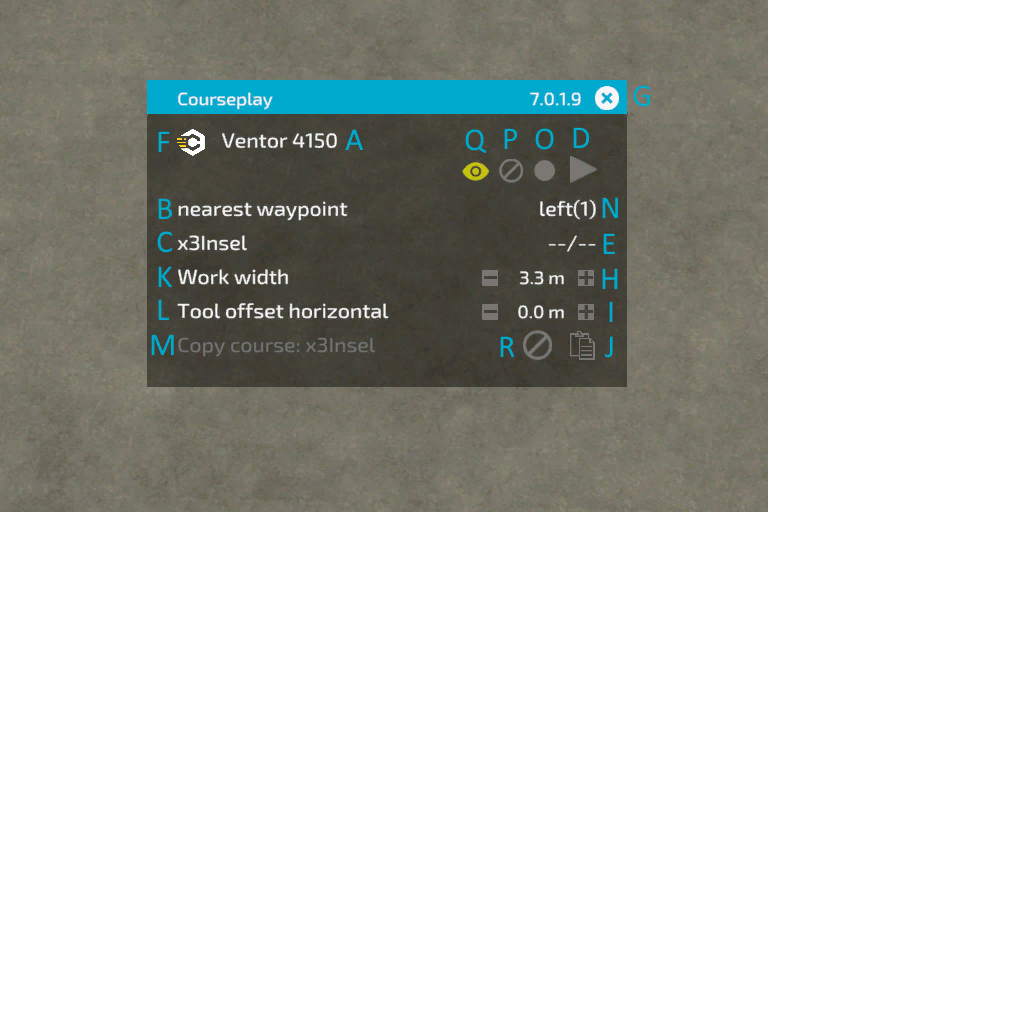 Courseplay 7.0.1.9 G
F Ventor 4150 A Q P O D
B nearest waypoint left(1) N
C x3Insel --/-- E
K Work width 3.3 m H
L Tool offset horizontal 0.0 m I
M Copy course: x3Insel R J